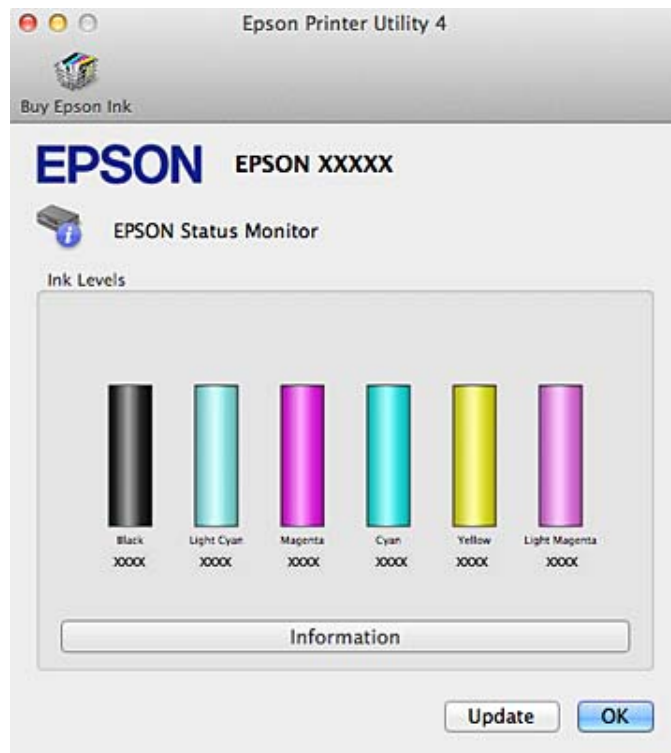 Epson Printer Utility 4
Buy Epson Ink
EPSON EPSON XXXXX
EPSON Status Monitor
Ink Levels
Black Light Cyan Magenta Cyan Yellow Light Magenta
XXXX XXXX XXXX XXXX XXXX XXXX
Information
Update OK